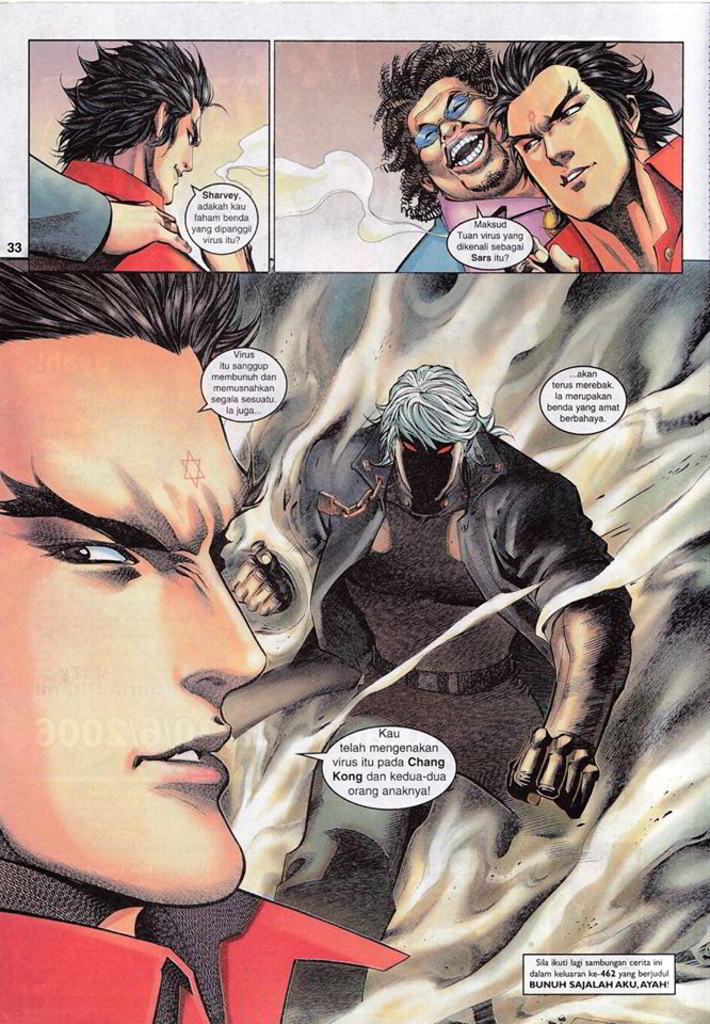 Sharvey,
adakah kau
faham benda
yang dipanggil
virus itu?
Maksud
Tuan virus yang
dikenali sebagai
Sars itu?
33
Virus
itu sanggup
membunuh dan
memusnahkan
segala sesuatu.
Ia juga...
...akan
terus merebak.
Ia merupakan
benda yang amat
berbahaya.
Kau
telah mengenakan
virus itu pada Chang
Kong dan kedua-dua
orang anaknya!
Sila ikuti lagi sambungan cerita ini
dalam keluaran ke-462 yang berjudul
BUNUH SAJALAH AKU, AYAH!